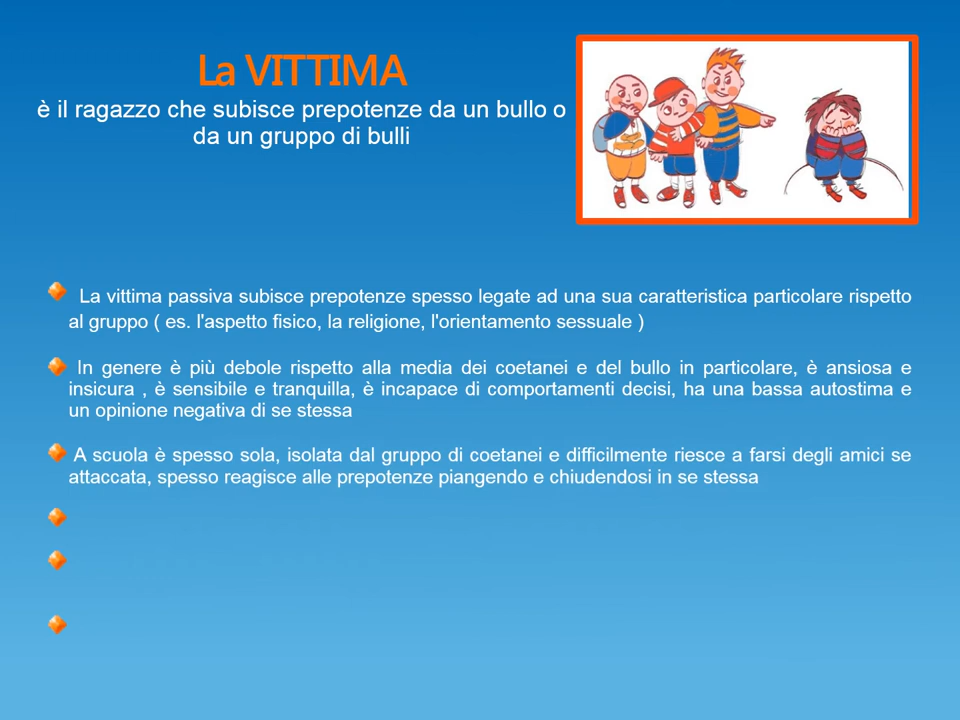 La VITTIMA
è il ragazzo che subisce prepotenze da un bullo o
da un gruppo di bulli
La vittima passiva subisce prepotenze spesso legate ad una sua caratteristica particolare rispetto
al gruppo ( es. l'aspetto fisico, la religione, l'orientamento sessuale )
In genere è più debole rispetto alla media dei coetanei e del bullo in particolare, è ansiosa e
insicura , è sensibile e tranquilla, è incapace di comportamenti decisi, ha una bassa autostima e
un opinione negativa di se stessa
A scuola è spesso sola, isolata dal gruppo di coetanei e difficilmente riesce a farsi degli amici se
attaccata, spesso reagisce alle prepotenze piangendo e chiudendosi in se stessa